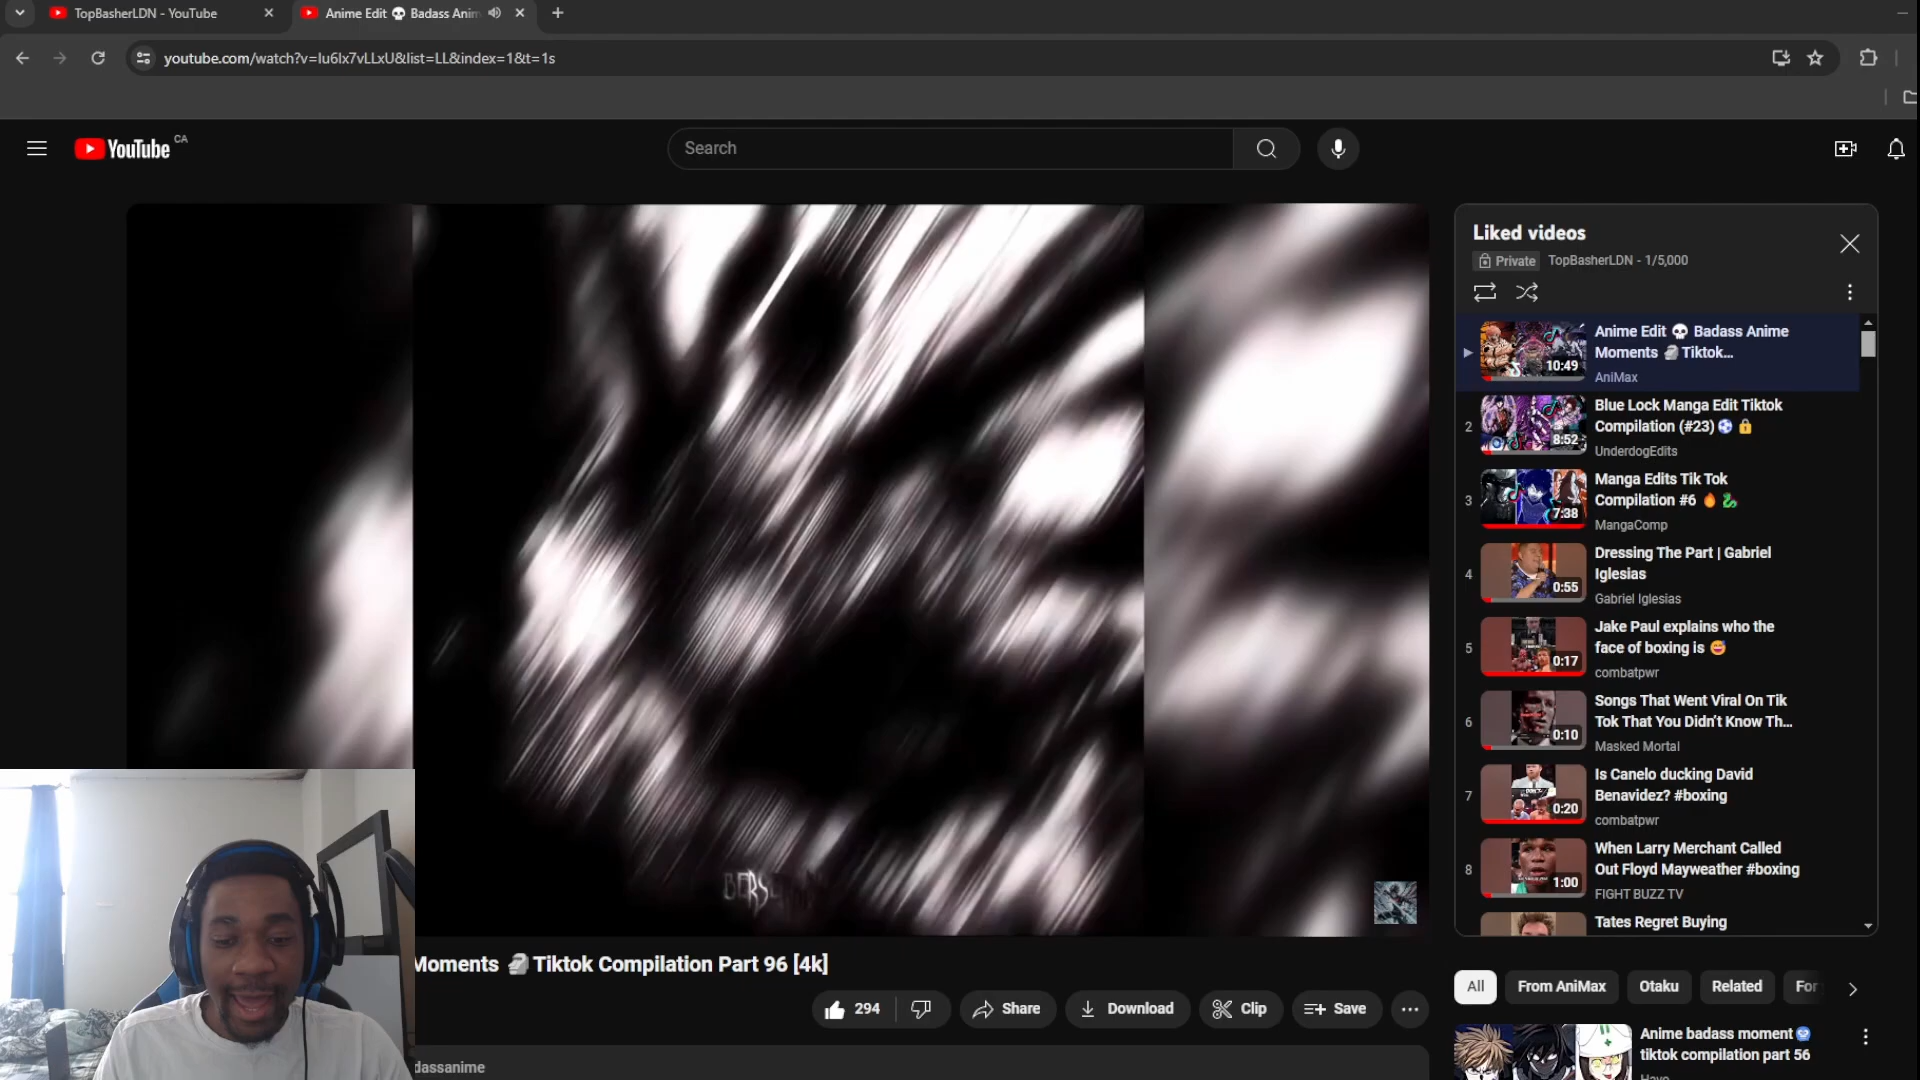 TopBasherLDN - YouTube
Anime Edit 💀 Badass Anim
youtube.com/watch?v=Iu6Ix7vLLxU&list=LL&index=1&t=1s
YouTube CA
Search
Liked videos
Private TopBasherLDN - 1/5,000
Anime Edit 💀 Badass Anime
Moments 🗿 Tiktok...
AniMax
10:49
2
Blue Lock Manga Edit Tiktok
Compilation (#23) ⚽ 🔒
UnderdogEdits
8:52
3
Manga Edits Tik Tok
Compilation #6 🔥 🐉
MangaComp
7:38
4
Dressing The Part | Gabriel
Iglesias
Gabriel Iglesias
0:55
5
Jake Paul explains who the
face of boxing is 😅
combatpwr
0:17
6
Songs That Went Viral On Tik
Tok That You Didn't Know Th...
Masked Mortal
0:10
7
Is Canelo ducking David
Benavidez? #boxing
combatpwr
0:20
8
When Larry Merchant Called
Out Floyd Mayweather #boxing
FIGHT BUZZ TV
1:00
Tates Regret Buying
Moments 🗿 Tiktok Compilation Part 96 [4k]
294
Share
Download
Clip
Save
dassanime
All
From AniMax
Otaku
Related
For
Anime badass moment🥶
tiktok compilation part 56